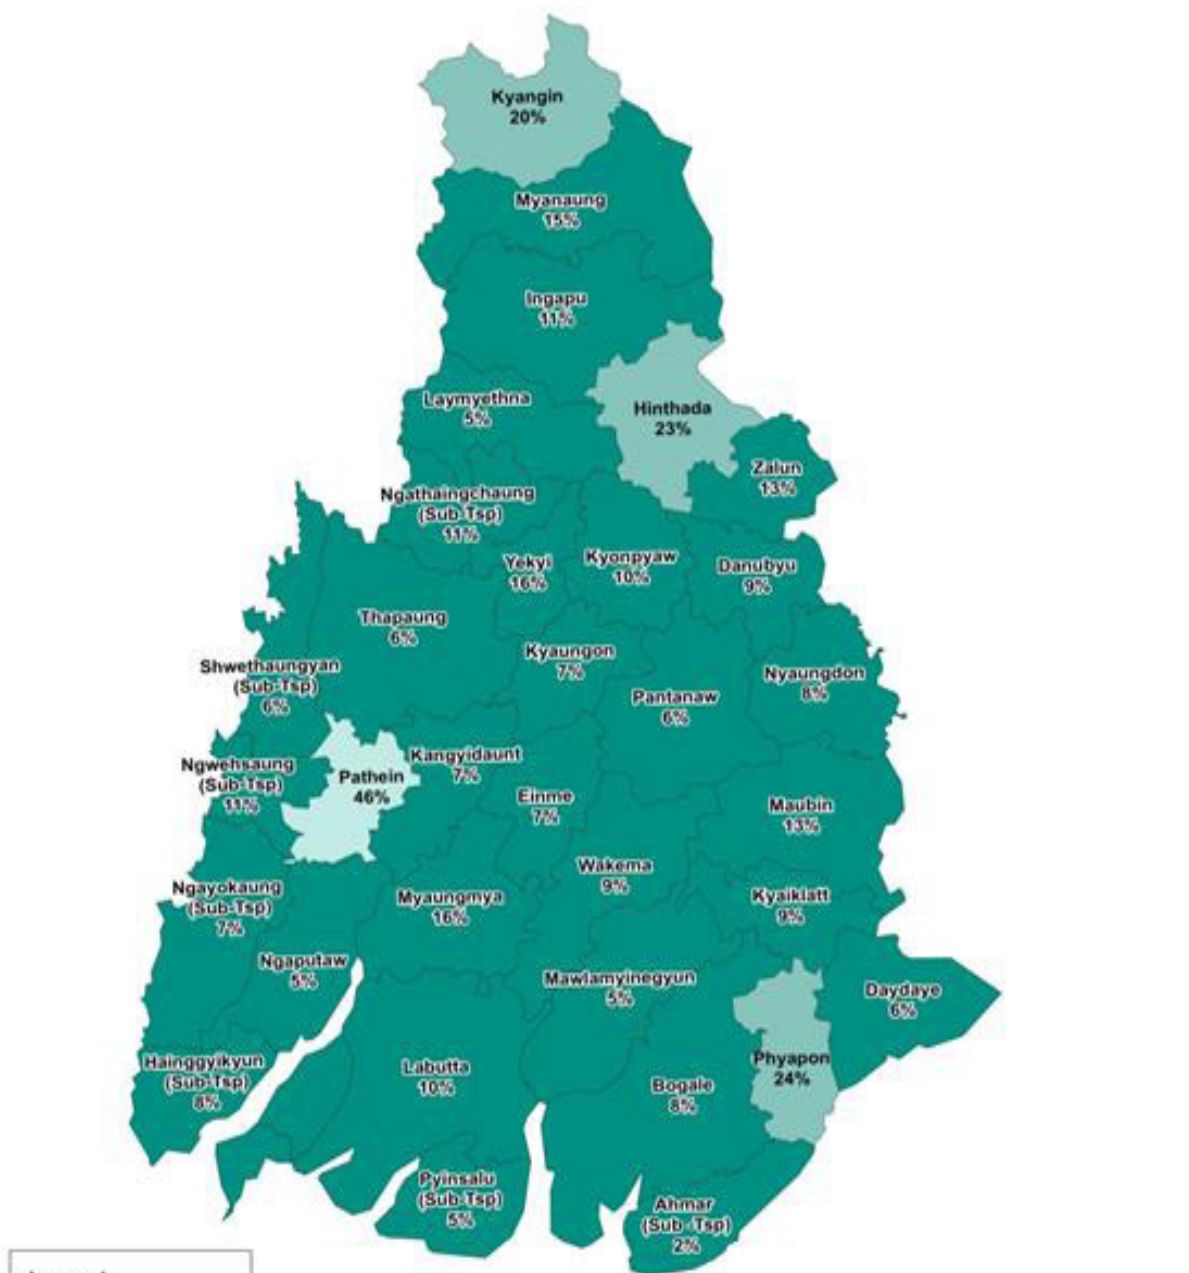 Kyangin
20%
Myanaung
15%
Ingapu
11%
Laymyethna
5%
Hinthada
23%
Zalun
13%
Ngathaingchaung
(Sub-Tsp)
11%
Yekyi
16%
Kyonpyaw
10%
Danubyu
9%
Thapaung
6%
Kyaungon
7%
Shwethaungyan
(Sub-Tsp)
6%
Nyaungdon
8%
Pantanaw
6%
Ngwehsaung
(Sub-Tsp)
11%
Pathein
46%
Kangyidaunt
7%
Einme
7%
Maubin
13%
Wakema
9%
Ngayokaung
(Sub-Tsp)
7%
Myaungmya
16%
Kyaiklatt
9%
Ngaputaw
5%
Mawlamyinegyun
5%
Daydaye
6%
Hainggyikyun
(Sub-Tsp)
8%
Labutta
10%
Bogale
8%
Phyapon
24%
Pyinsalu
(Sub-Tsp)
5%
Ahmar
(Sub -Tsp)
2%